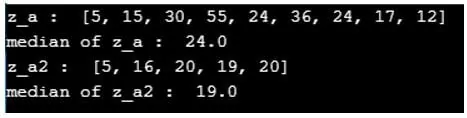 z_a :  [5, 15, 30, 55, 24, 36, 24, 17, 12]
median of z_a :  24.0
z_a2 :  [5, 16, 20, 19, 20]
median of z_a2 :  19.0